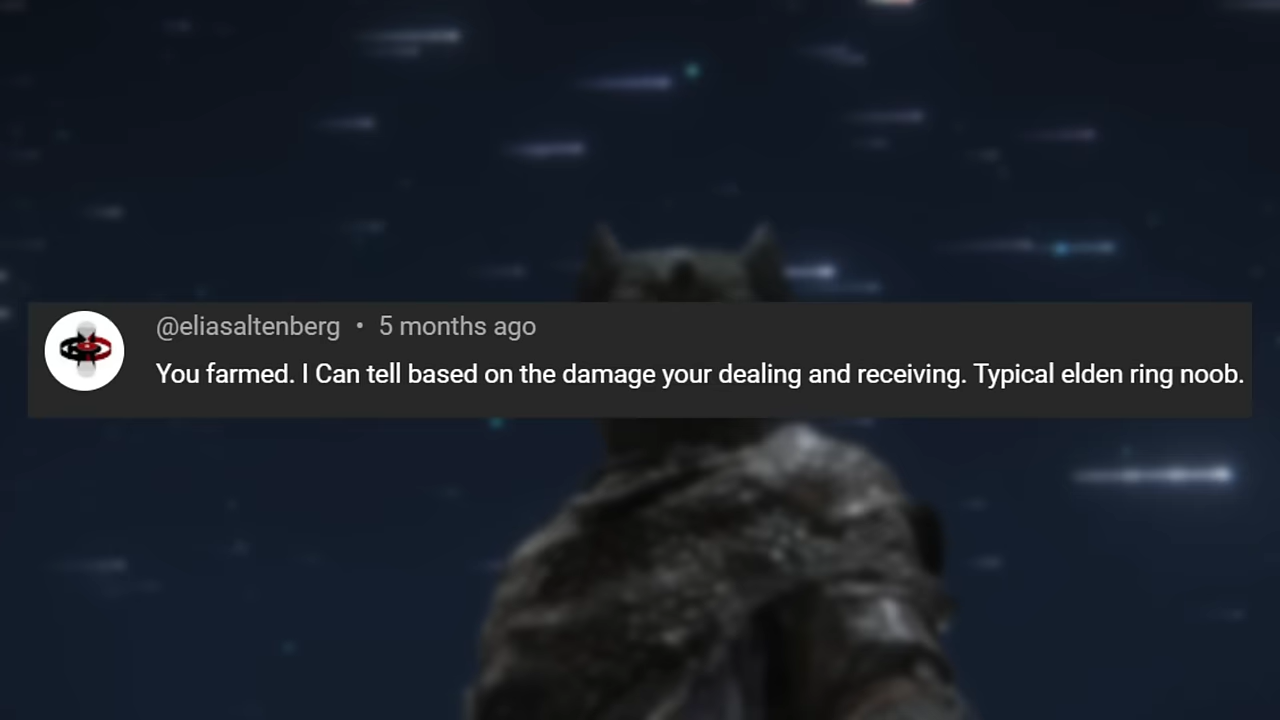 @eliasaltenberg • 5 months ago
You farmed. I Can tell based on the damage your dealing and receiving. Typical elden ring noob.